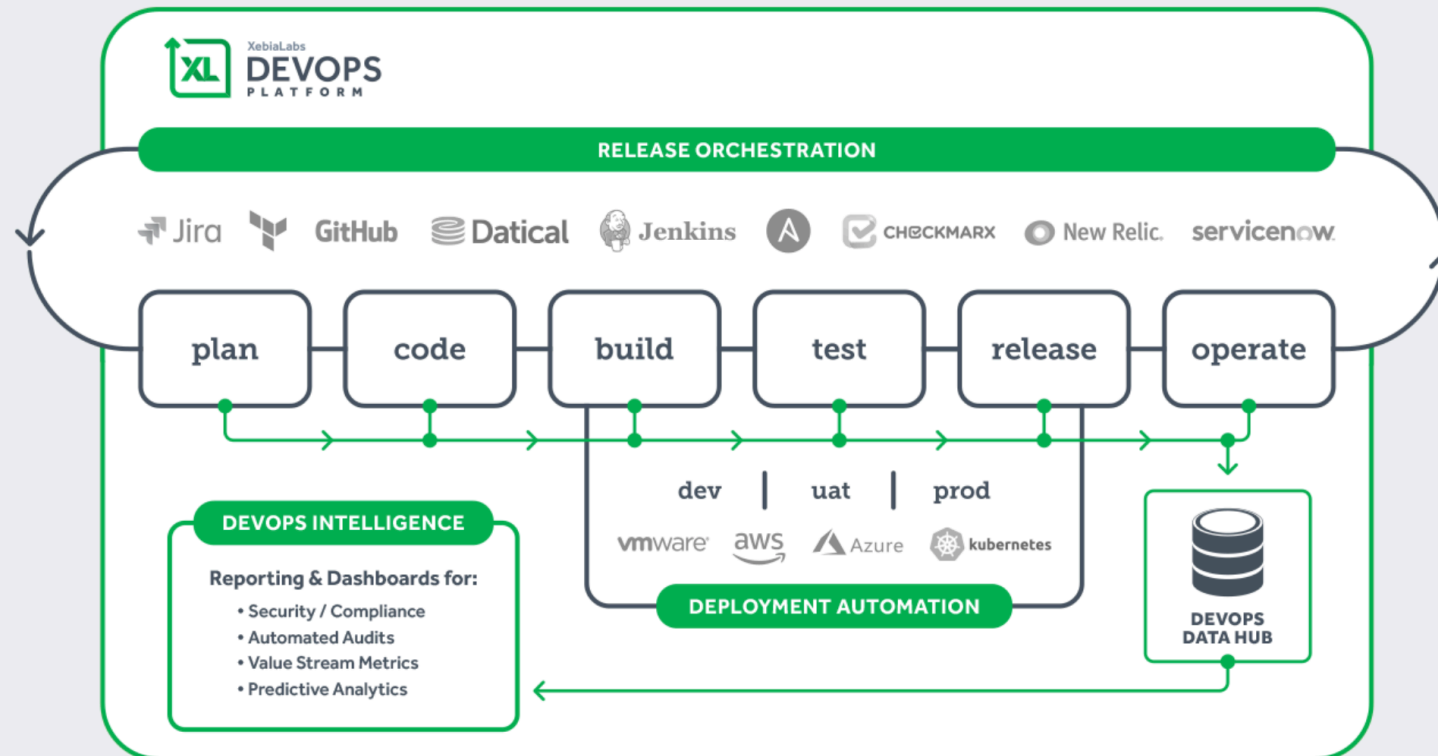 XL
XebiaLabs
DEVOPS
PLATFORM
RELEASE ORCHESTRATION
Jira
GitHub
Datical
Jenkins
A
CHECKMARX
New Relic.
servicenow.
plan
code
build
test
release
operate
dev | uat | prod
vmware®
aws
Azure
kubernetes
DEPLOYMENT AUTOMATION
DEVOPS INTELLIGENCE
Reporting & Dashboards for:
• Security / Compliance
• Automated Audits
• Value Stream Metrics
• Predictive Analytics
DEVOPS
DATA HUB